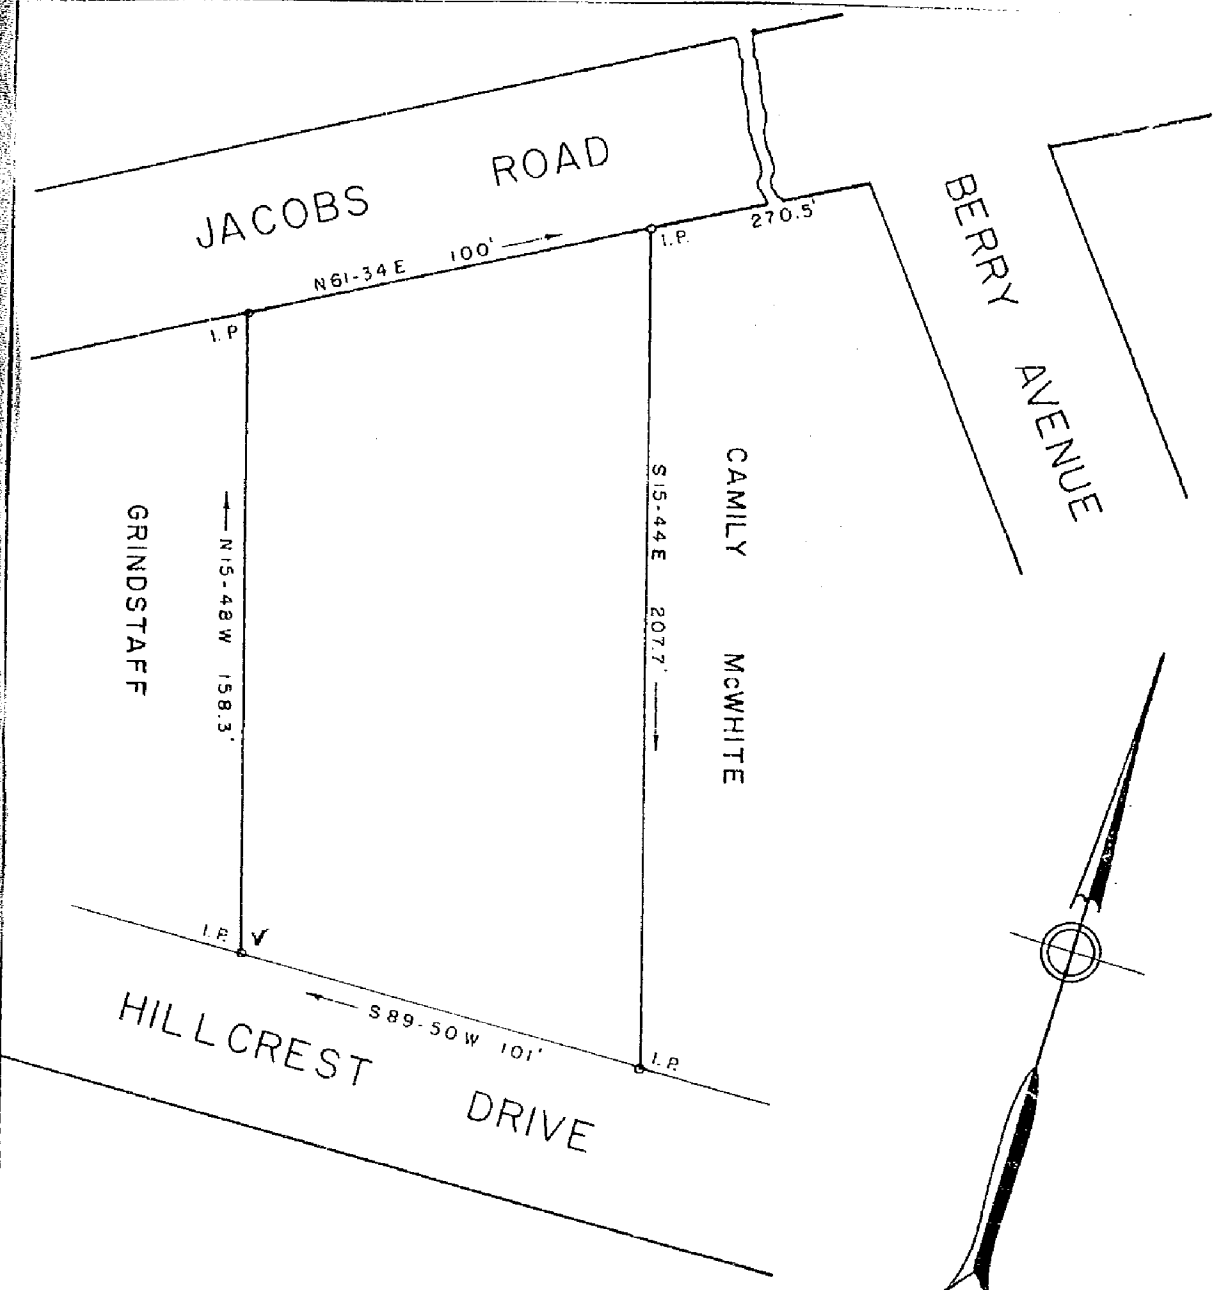 JACOBS ROAD
BERRY AVENUE
N61-34E 100'
270.5'
I.P.
I.P
GRINDSTAFF
N15-48W 158.3'
S15-44E 207.7'
CAMILY McWHITE
I.P.
I.P.
S89-50W 101'
HILLCREST DRIVE